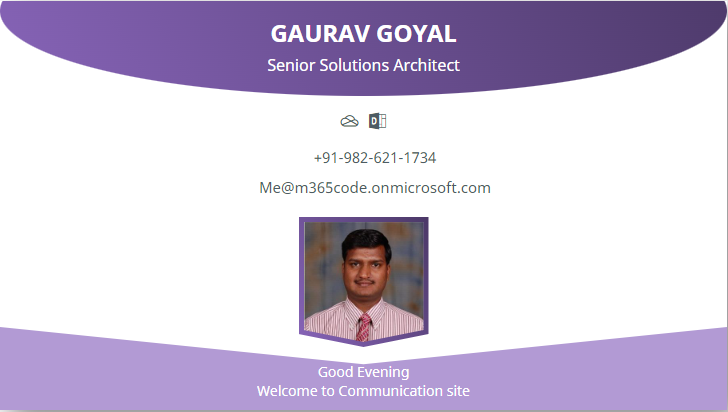 GAURAV GOYAL
Senior Solutions Architect
D
+91-982-621-1734
Me@m365code.onmicrosoft.com
Good Evening
Welcome to Communication site